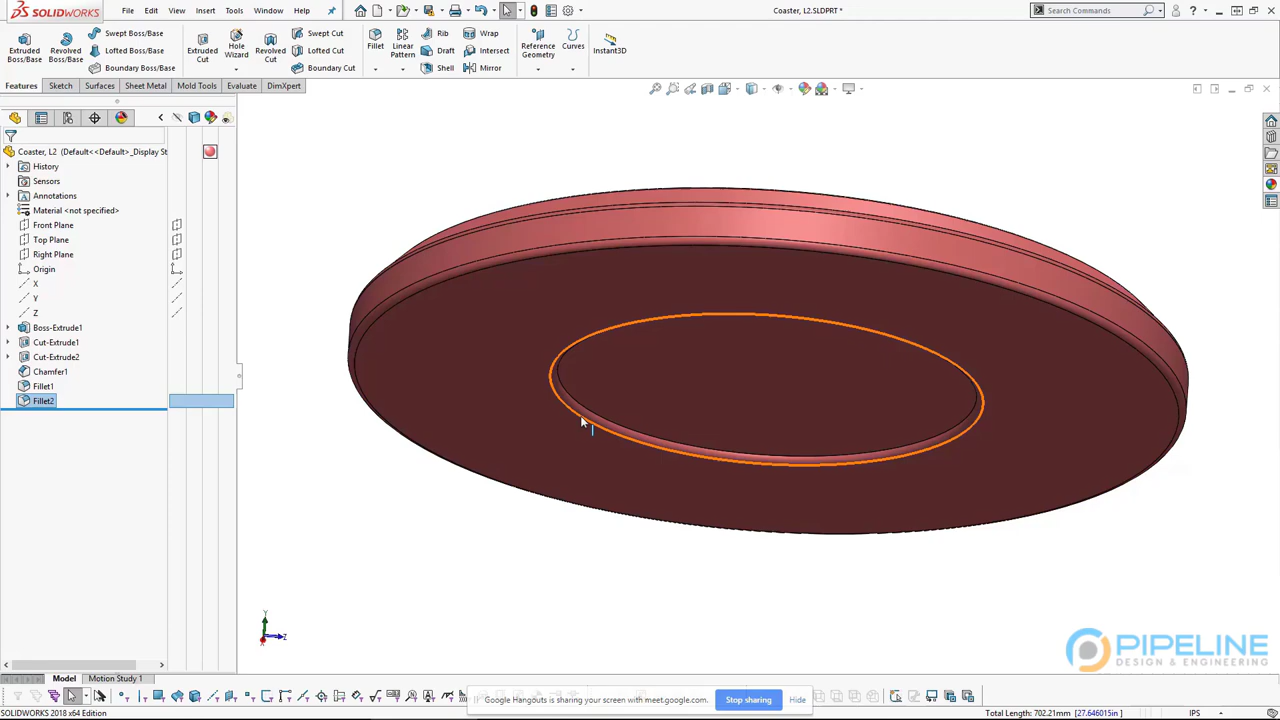 SOLIDWORKS
File
Edit
View
Insert
Tools
Window
Help
Coaster, L2.SLDPRT *
Search Commands
Extruded Boss/Base
Revolved Boss/Base
Swept Boss/Base
Lofted Boss/Base
Boundary Boss/Base
Extruded Cut
Hole Wizard
Revolved Cut
Swept Cut
Lofted Cut
Boundary Cut
Fillet
Linear Pattern
Rib
Draft
Shell
Wrap
Intersect
Mirror
Reference Geometry
Curves
Instant3D
Features
Sketch
Surfaces
Sheet Metal
Mold Tools
Evaluate
DimXpert
Coaster, L2 (Default<<Default>_Display St
History
Sensors
Annotations
Material <not specified>
Front Plane
Top Plane
Right Plane
Origin
X
Y
Z
Boss-Extrude1
Cut-Extrude1
Cut-Extrude2
Chamfer1
Fillet1
Fillet2
Y
Z
X
PIPELINE
DESIGN & ENGINEERING
Model
Motion Study 1
Google Hangouts is sharing your screen with meet.google.com.
Stop sharing
Hide
SOLIDWORKS 2018 x64 Edition
Total Length: 702.21mm [27.646015in]
IPS